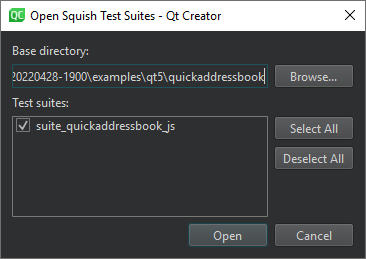 QC Open Squish Test Suites - Qt Creator
Base directory:
20220428-1900\examples\qt5\quickaddressbook Browse...
Test suites:
suite_quickaddressbook_js Select All
Deselect All
Open Cancel